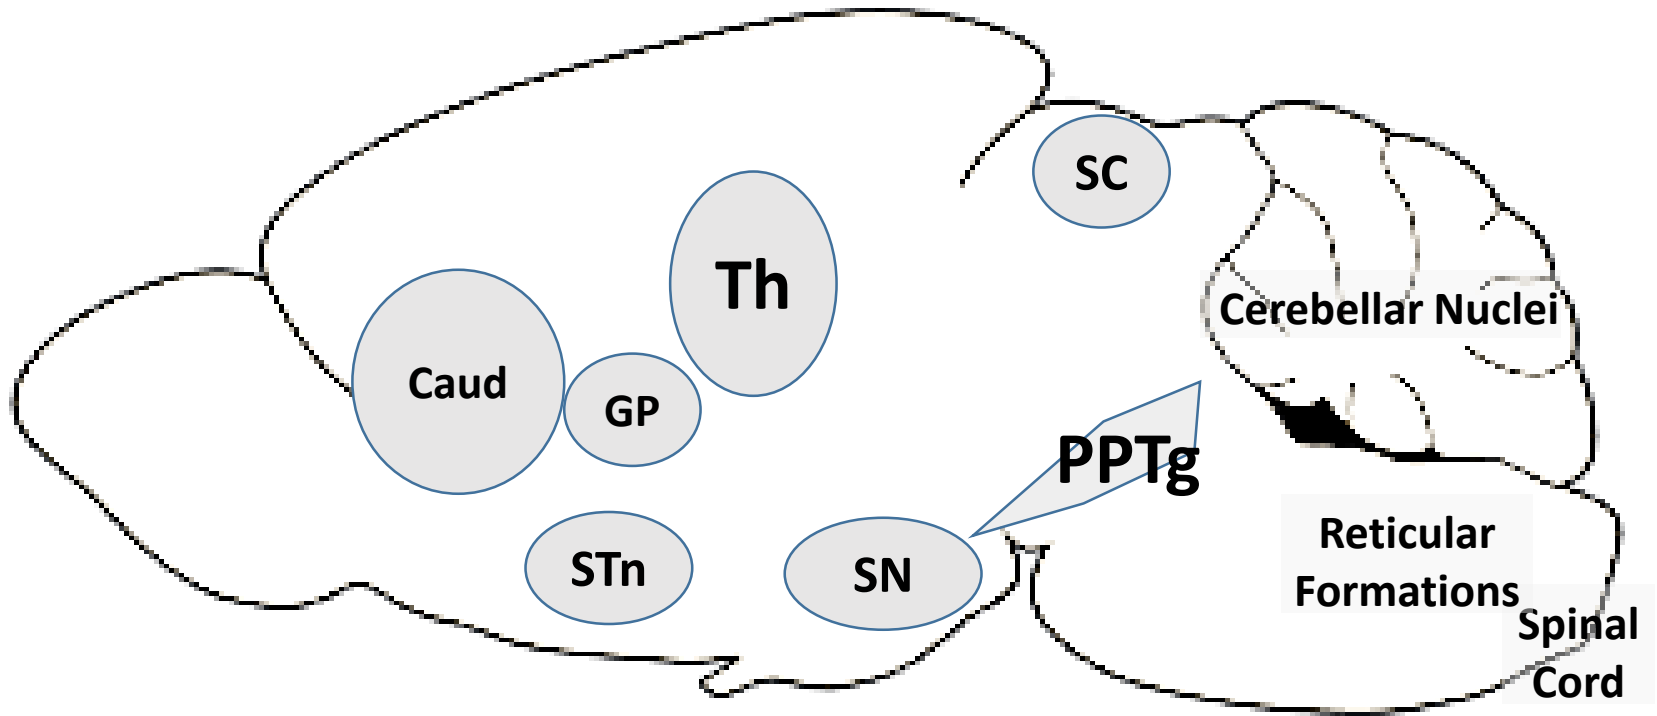 SC
Th
Cerebellar Nuclei
Caud
GP
PPTg
STn
SN
Reticular
Formations
Spinal
Cord